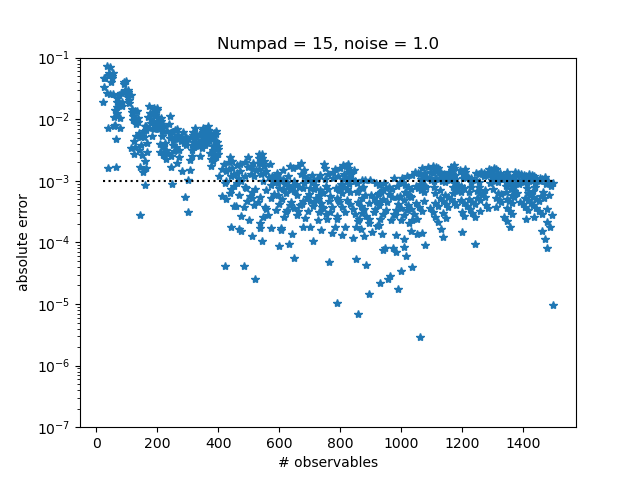 Numpad = 15, noise = 1.0
10⁻¹
10⁻²
10⁻³
10⁻⁴
10⁻⁵
10⁻⁶
10⁻⁷
absolute error
0 200 400 600 800 1000 1200 1400
# observables